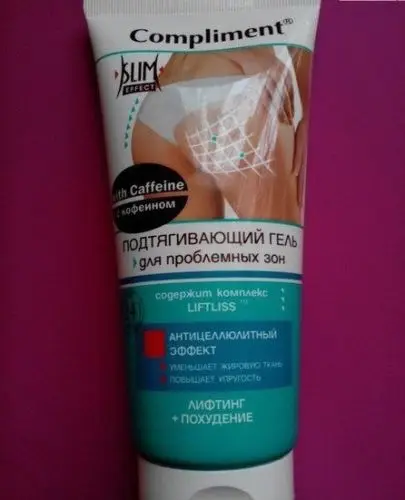 Compliment®
SLIM
EFFECT
with Caffeine
с кофеином
ПОДТЯГИВАЮЩИЙ ГЕЛЬ
для проблемных зон
содержит комплекс
LIFTLISS™
АНТИЦЕЛЛЮЛИТНЫЙ
ЭФФЕКТ
УМЕНЬШАЕТ ЖИРОВУЮ ТКАНЬ
ПОВЫШАЕТ УПРУГОСТЬ
ЛИФТИНГ
+ ПОХУДЕНИЕ